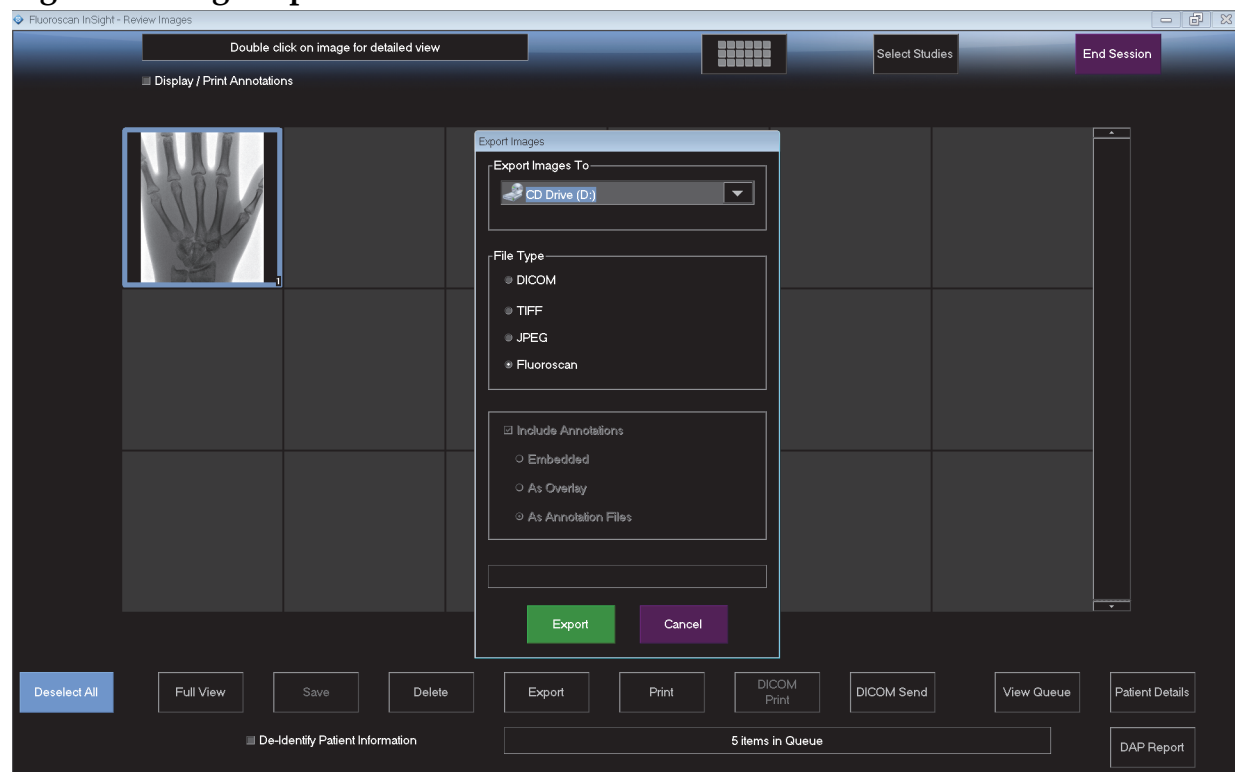 Fluoroscan InSight - Review Images
Double click on image for detailed view
Select Studies
End Session
Display / Print Annotations
1
Export Images
Export Images To
CD Drive (D:)
File Type
DICOM
TIFF
JPEG
Fluoroscan
Include Annotations
Embedded
As Overlay
As Annotation Files
Export
Cancel
Deselect All
Full View
Save
Delete
Export
Print
DICOM
Print
DICOM Send
View Queue
Patient Details
De-Identify Patient Information
5 items in Queue
DAP Report